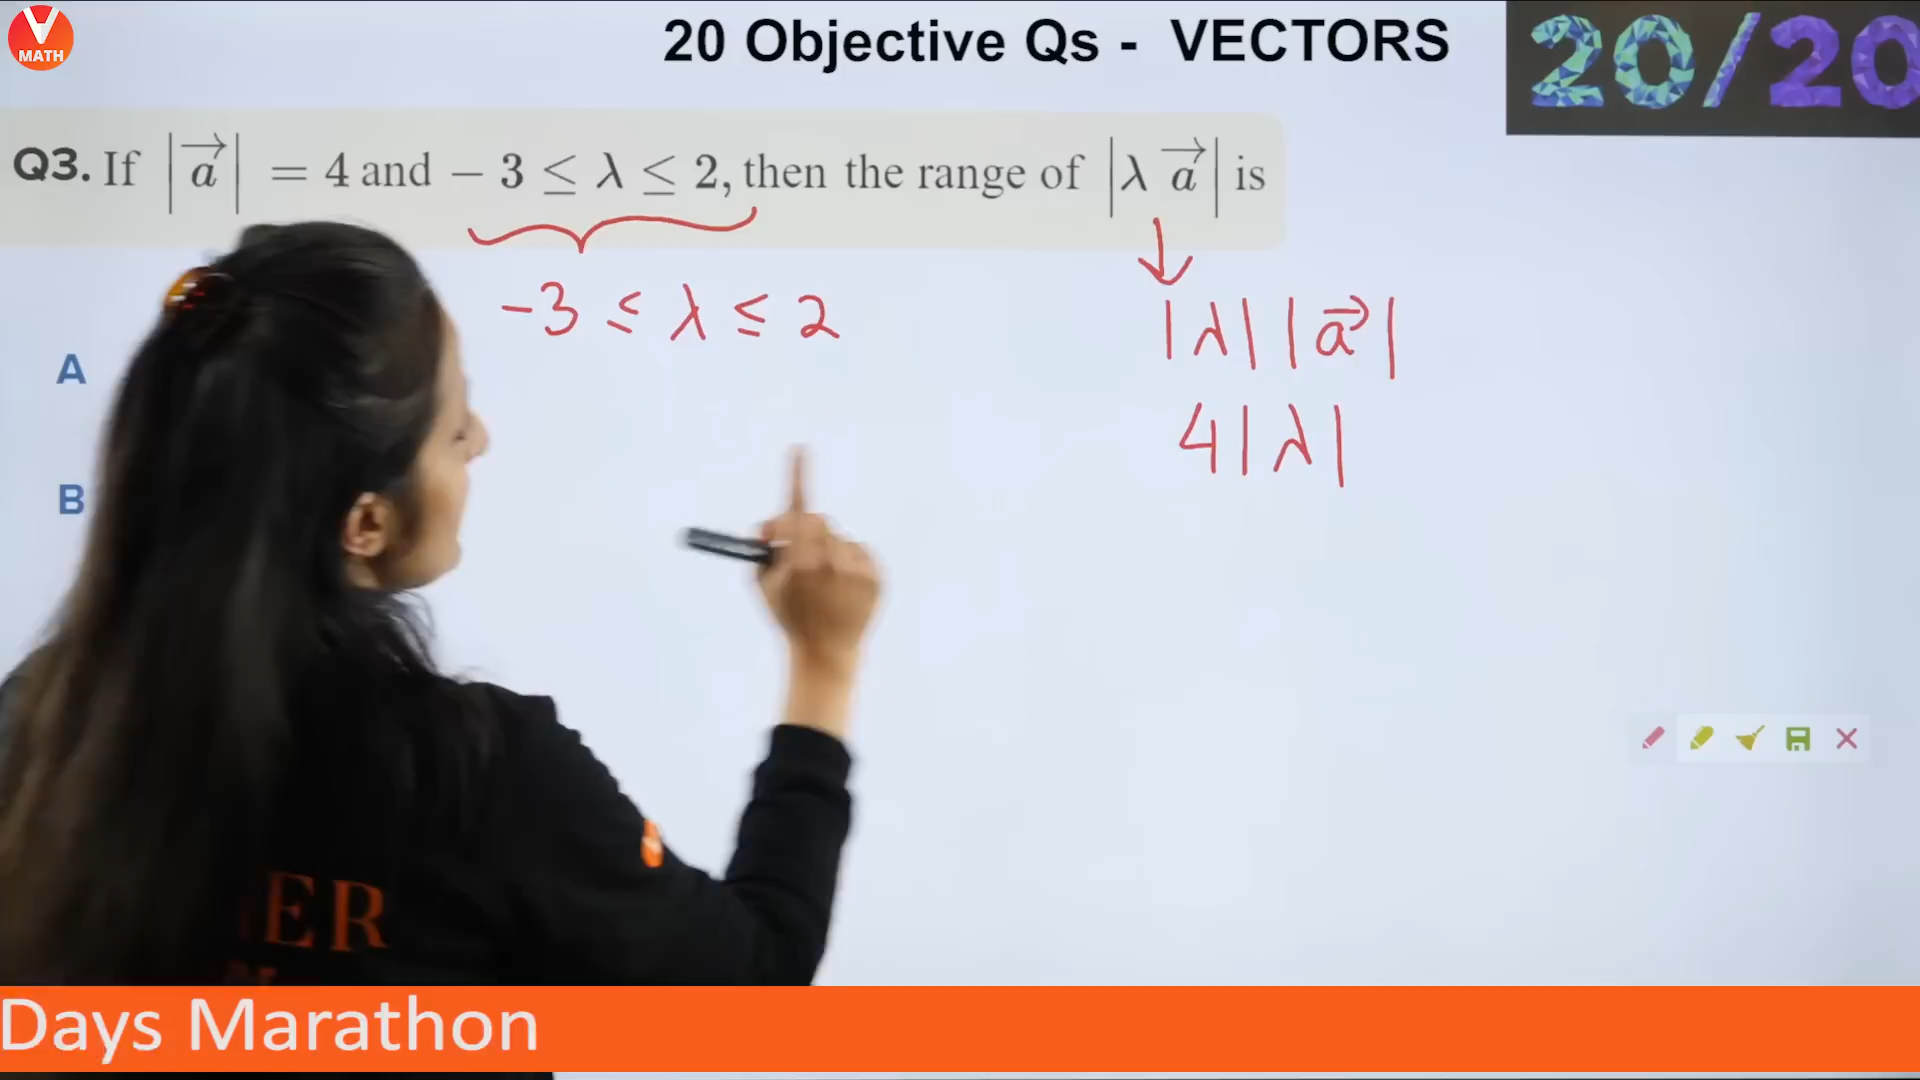 V
MATH
20 Objective Qs - VECTORS
20/20
Q3. If |a⃗| = 4 and − 3 ≤ λ ≤ 2, then the range of |λ a⃗| is
-3 ≤ λ ≤ 2
|λ| |a⃗|
4|λ|
A
B
ER
Days Marathon